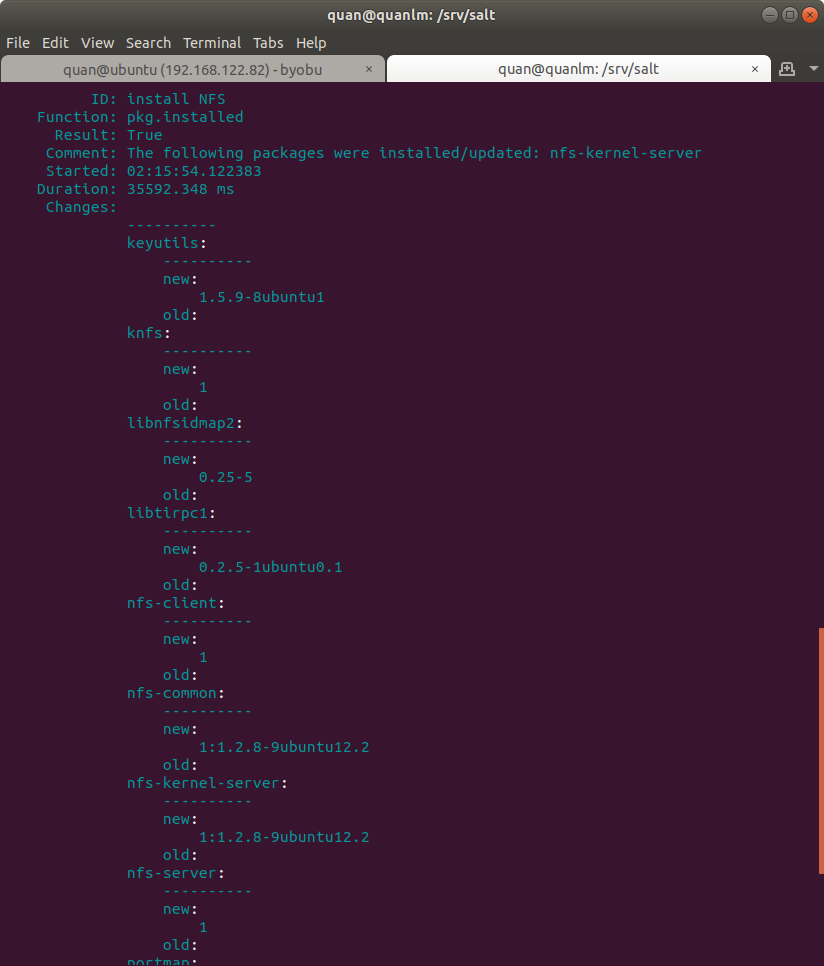 quan@quanlm: /srv/salt
File Edit View Search Terminal Tabs Help
quan@ubuntu (192.168.122.82) - byobu × quan@quanlm: /srv/salt ×
ID: install NFS
Function: pkg.installed
Result: True
Comment: The following packages were installed/updated: nfs-kernel-server
Started: 02:15:54.122383
Duration: 35592.348 ms
Changes:
----------
keyutils:
----------
new:
1.5.9-8ubuntu1
old:
knfs:
----------
new:
1
old:
libnfsidmap2:
----------
new:
0.25-5
old:
libtirpc1:
----------
new:
0.2.5-1ubuntu0.1
old:
nfs-client:
----------
new:
1
old:
nfs-common:
----------
new:
1:1.2.8-9ubuntu12.2
old:
nfs-kernel-server:
----------
new:
1:1.2.8-9ubuntu12.2
old:
nfs-server:
----------
new:
1
old:
portmap: